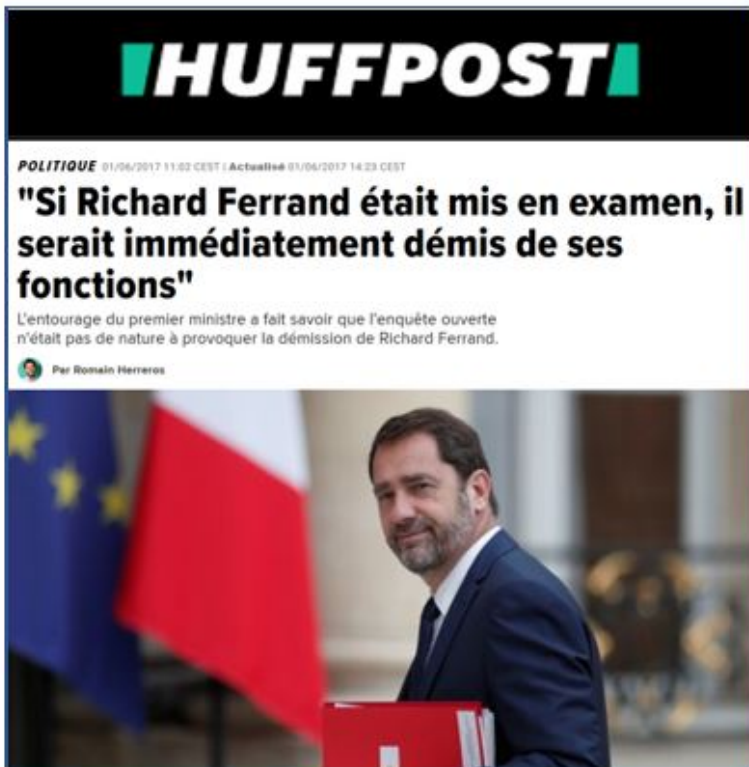 HUFFPOST
POLITIQUE 01/06/2017 11:02 CEST | Actualisé 01/06/2017 14:23 CEST
"Si Richard Ferrand était mis en examen, il
serait immédiatement démis de ses
fonctions"
L'entourage du premier ministre a fait savoir que l'enquête ouverte
n'était pas de nature à provoquer la démission de Richard Ferrand.
Par Romain Herreros